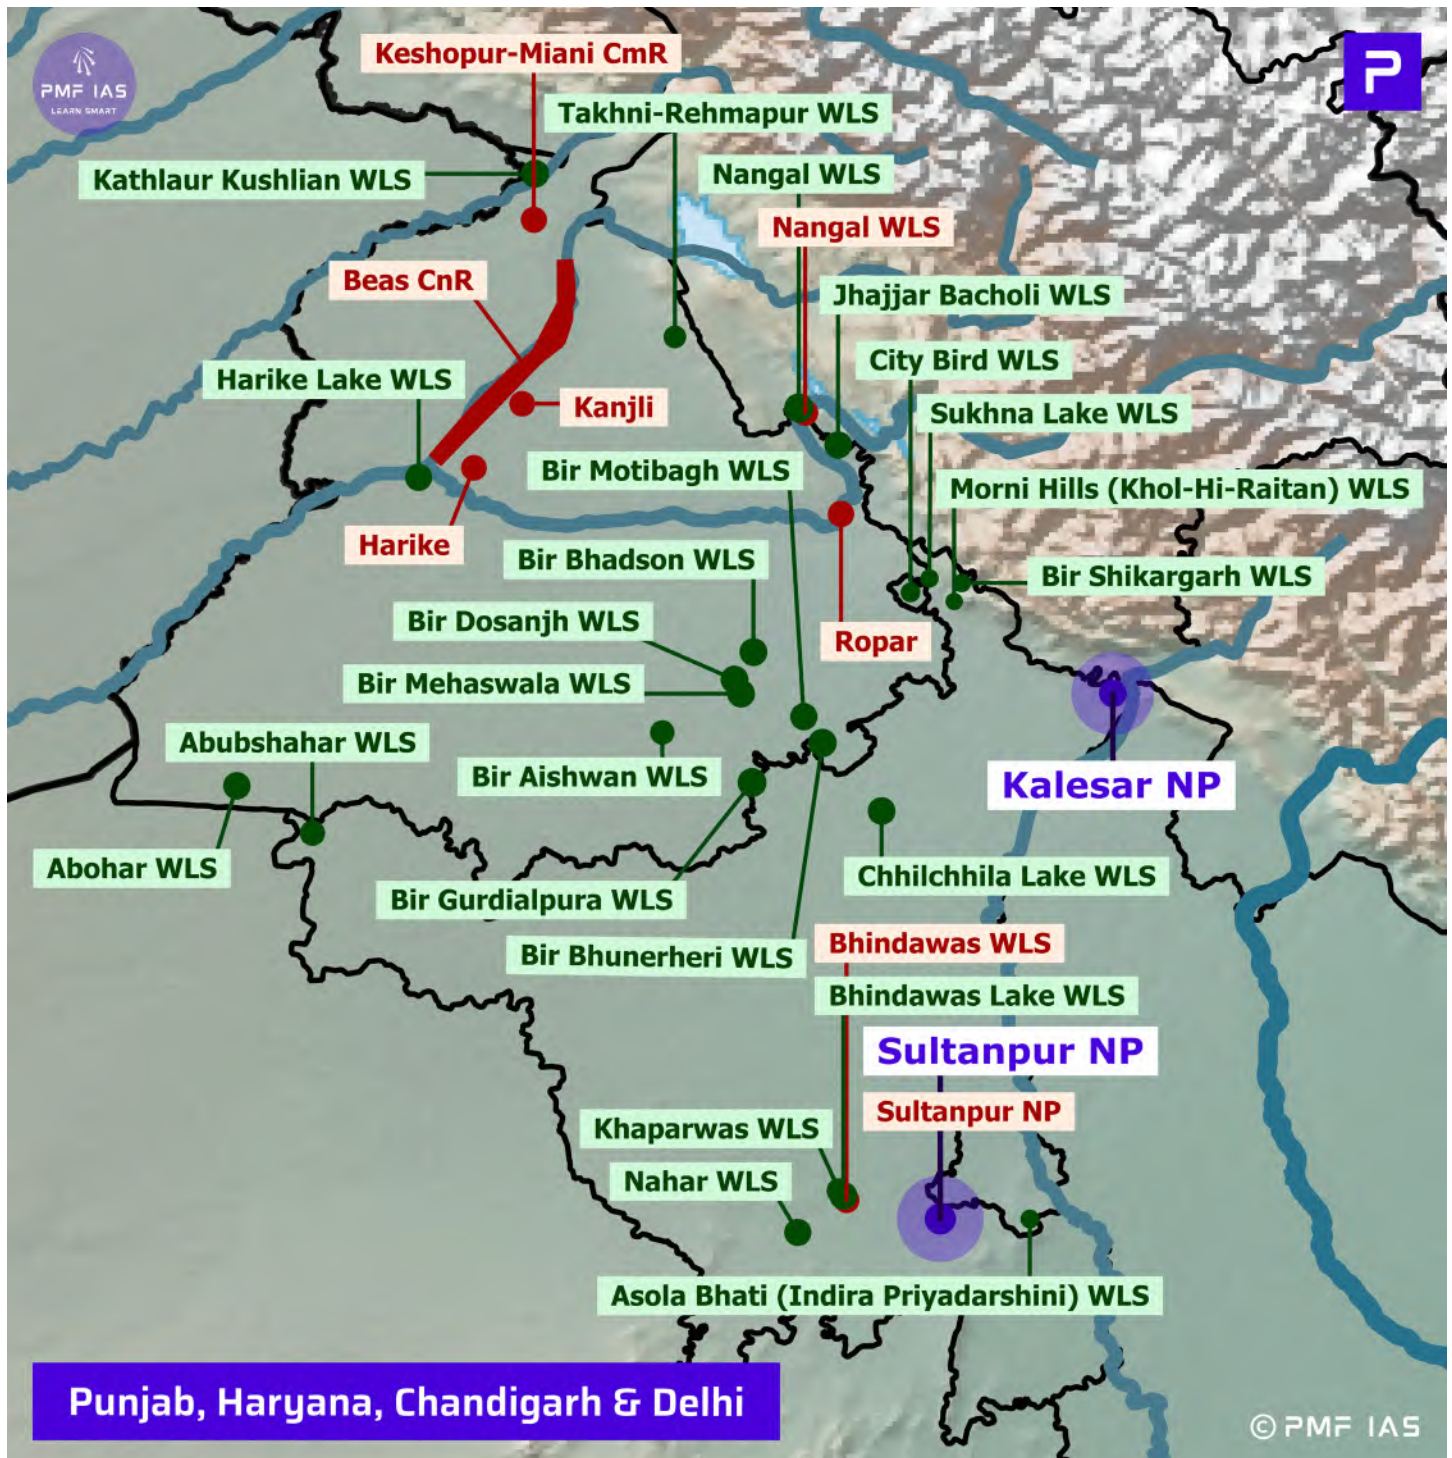 Keshopur-Miani CmR
PMF IAS
LEARN SMART
P
Takhni-Rehmapur WLS
Kathlaur Kushlian WLS
Nangal WLS
Nangal WLS
Beas CnR
Jhajjar Bacholi WLS
City Bird WLS
Harike Lake WLS
Kanjli
Sukhna Lake WLS
Bir Motibagh WLS
Morni Hills (Khol-Hi-Raitan) WLS
Harike
Bir Bhadson WLS
Bir Shikargarh WLS
Bir Dosanjh WLS
Ropar
Bir Mehaswala WLS
Abubshahar WLS
Bir Aishwan WLS
Kalesar NP
Abohar WLS
Chhilchhila Lake WLS
Bir Gurdialpura WLS
Bhindawas WLS
Bir Bhunerheri WLS
Bhindawas Lake WLS
Sultanpur NP
Sultanpur NP
Khaparwas WLS
Nahar WLS
Asola Bhati (Indira Priyadarshini) WLS
Punjab, Haryana, Chandigarh & Delhi
© PMF IAS